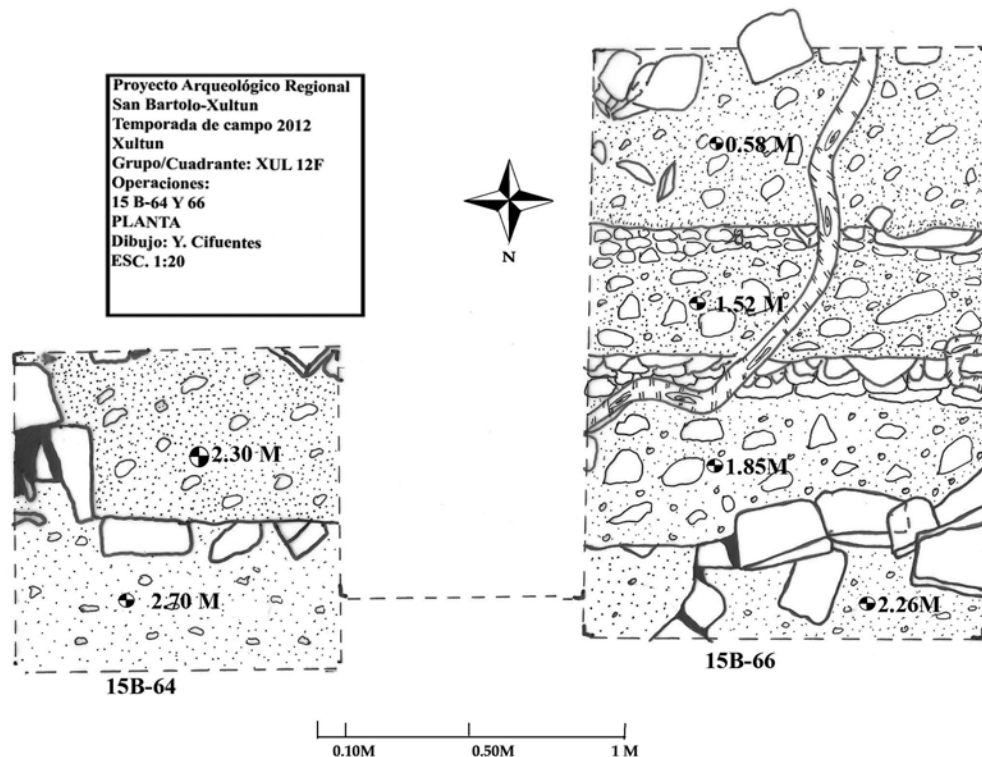 Proyecto Arqueológico Regional
San Bartolo-Xultun
Temporada de campo 2012
Xultun
Grupo/Cuadrante: XUL 12F
Operaciones:
15 B-64 Y 66
PLANTA
Dibujo: Y. Cifuentes
ESC. 1:20
N
0.58 M
1.52 M
1.85M
2.26M
15B-66
2.30 M
2.70 M
15B-64
0.10M 0.50M 1 M